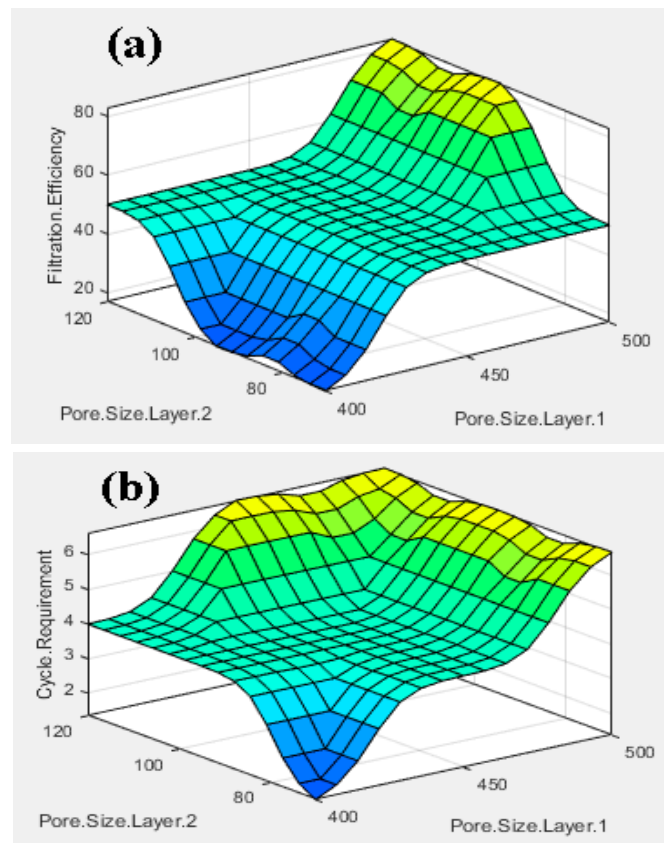 (a)
80
60
40
20
Filtration.Efficiency
120
100
80
Pore.Size.Layer.2
400
450
500
Pore.Size.Layer.1
(b)
6
5
4
3
2
Cycle.Requirement
120
100
80
Pore.Size.Layer.2
400
450
500
Pore.Size.Layer.1